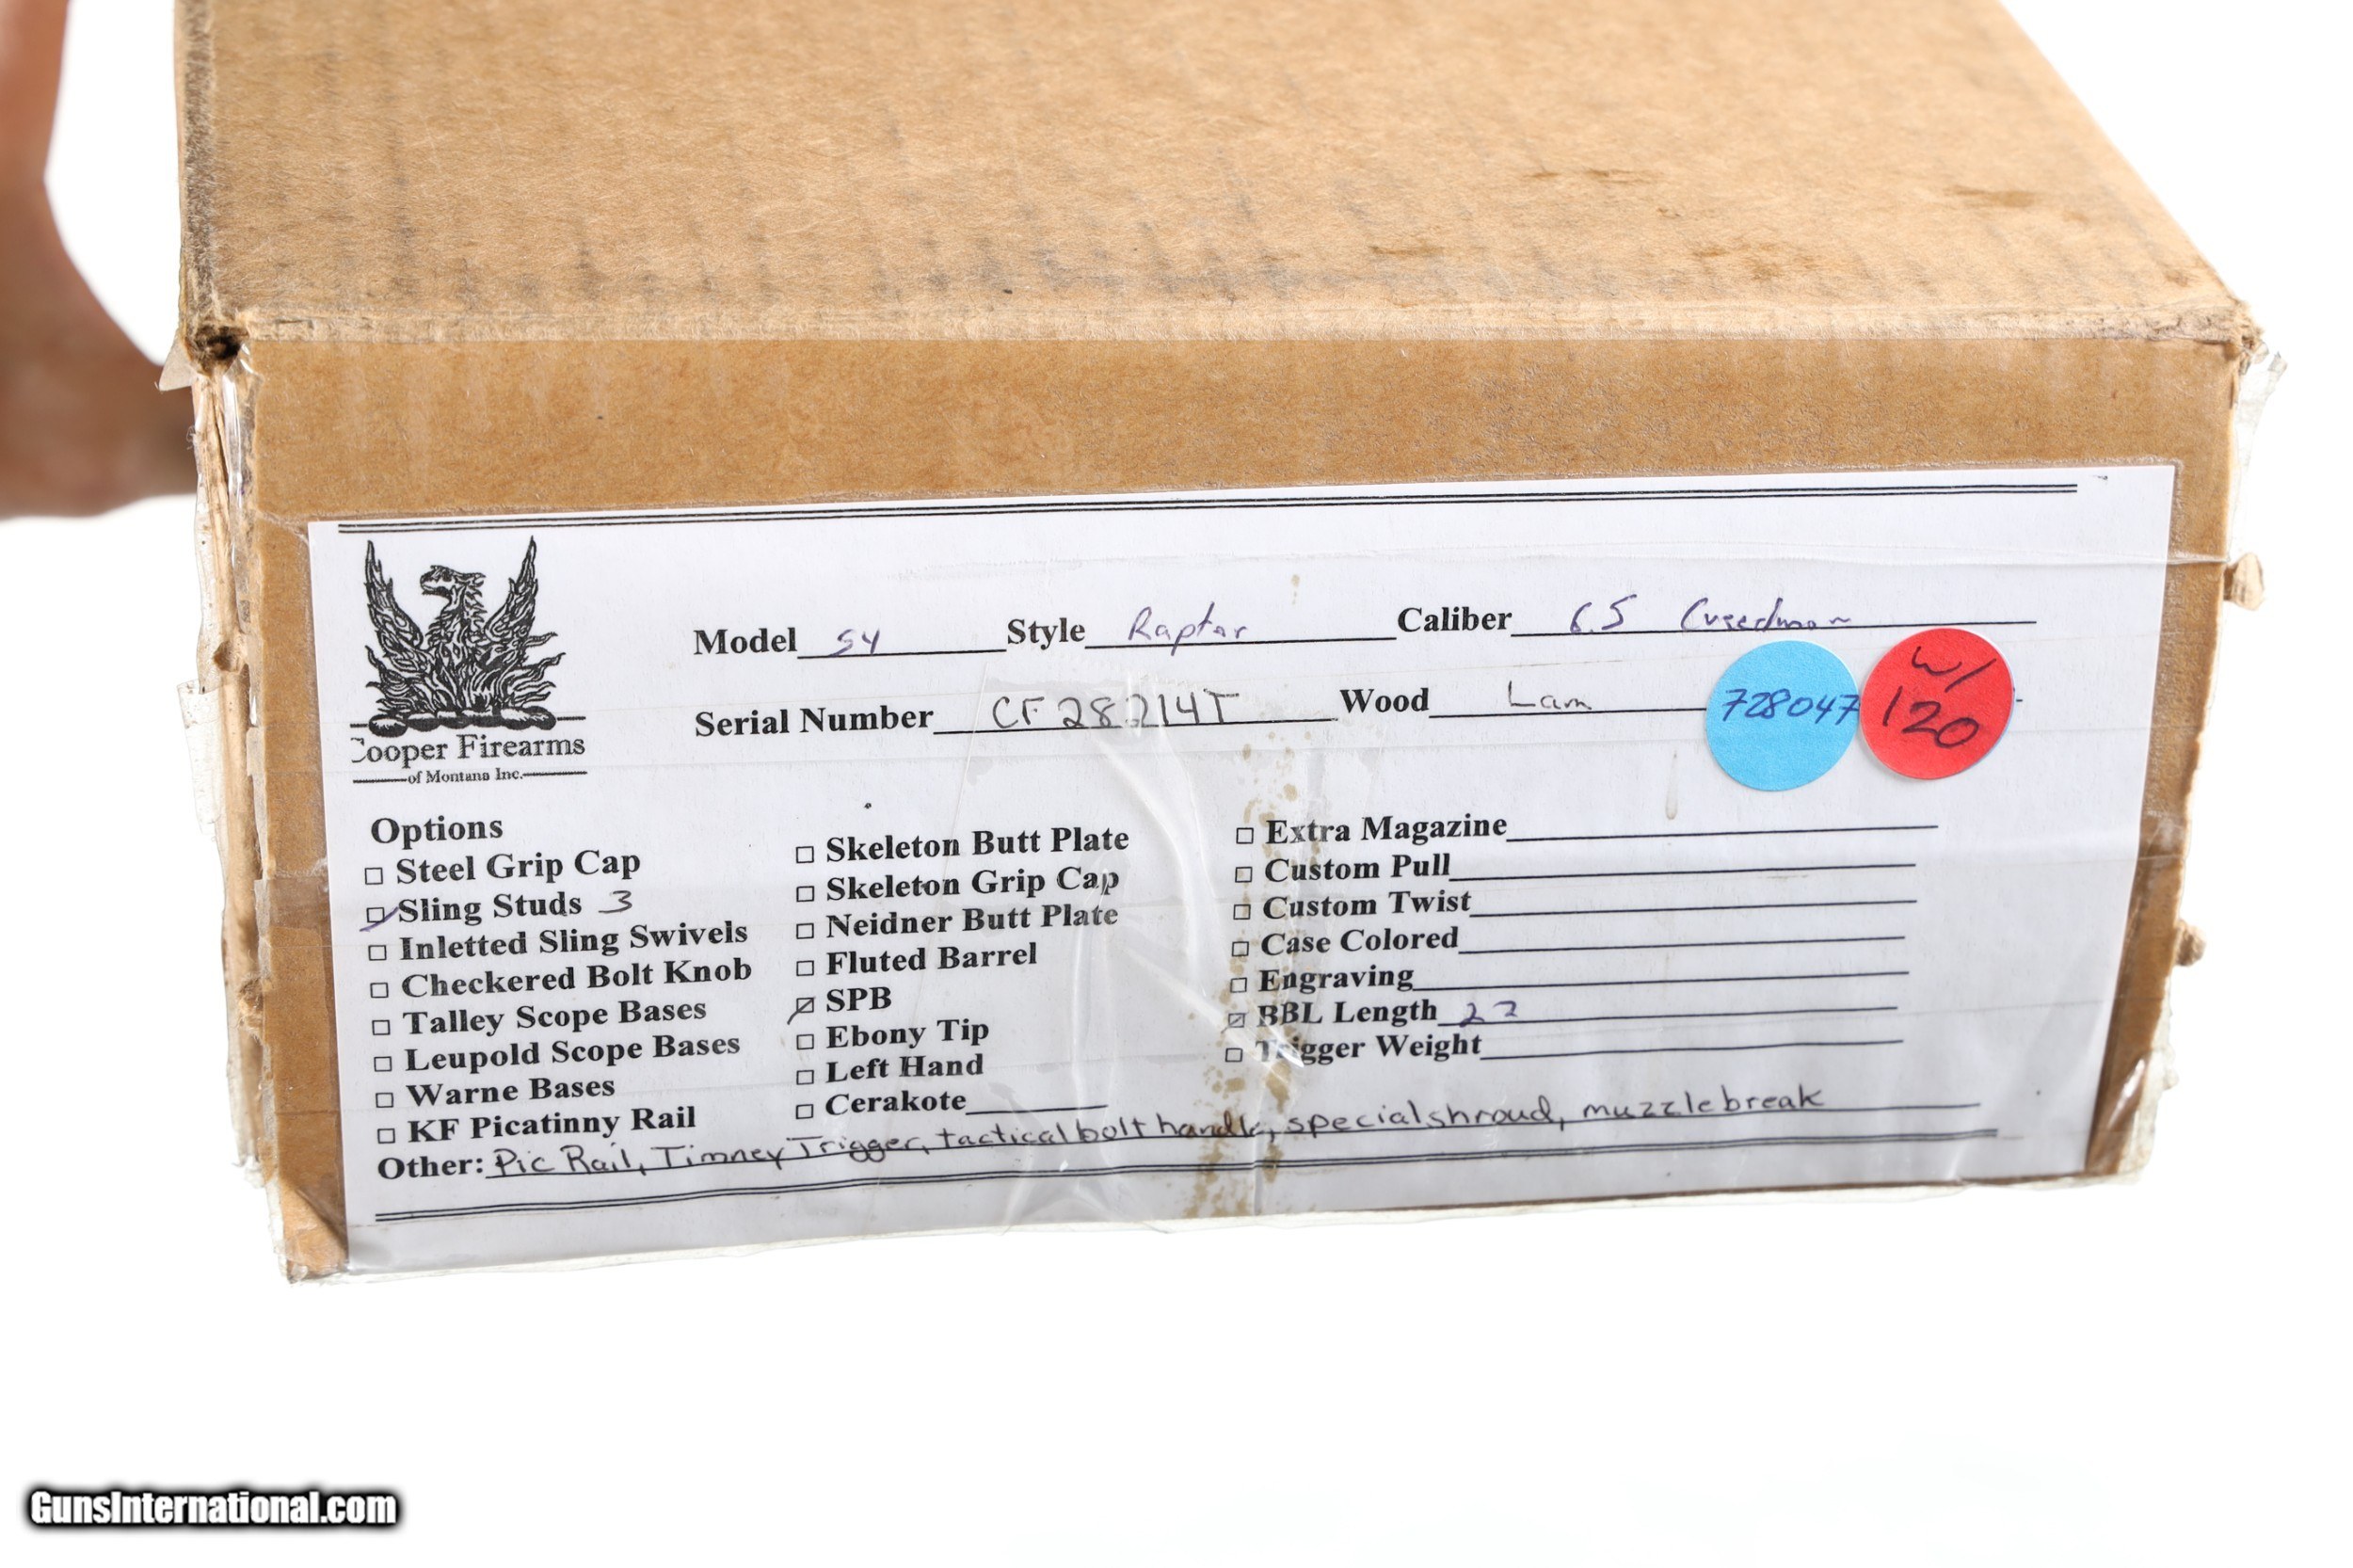 Model 54 Style Raptor Caliber 6.5 Creedmoor
Serial Number CF28214T Wood Lam
728047
w/
120
Cooper Firearms
of Montana Inc.
Options
Steel Grip Cap
Sling Studs 3
Inletted Sling Swivels
Checkered Bolt Knob
Talley Scope Bases
Leupold Scope Bases
Warne Bases
KF Picatinny Rail
Skeleton Butt Plate
Skeleton Grip Cap
Neidner Butt Plate
Fluted Barrel
SPB
Ebony Tip
Left Hand
Cerakote
Extra Magazine
Custom Pull
Custom Twist
Case Colored
Engraving
BBL Length 22
Trigger Weight
Other: Pic Rail, Timney Trigger, tactical bolt handle, special shroud, muzzle break
GunsInternational.com